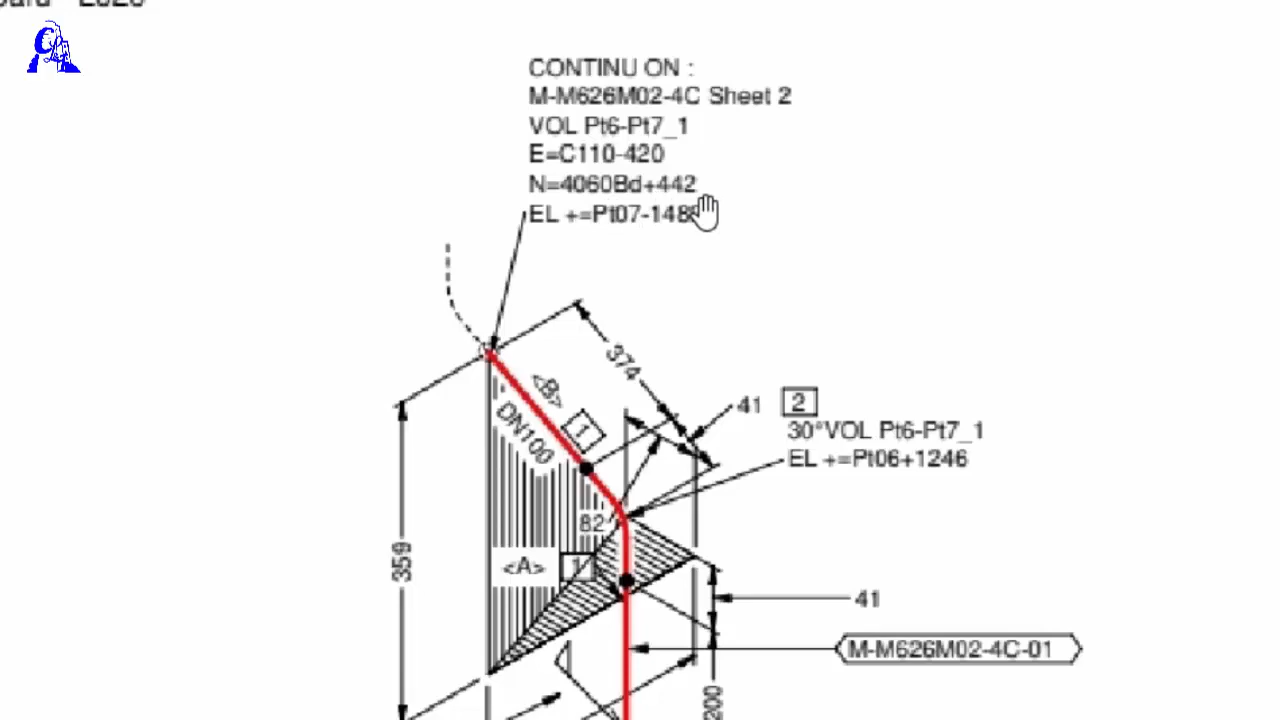 CONTINU ON :
M-M626M02-4C Sheet 2
VOL Pt6-Pt7_1
E=C110-420
N=4060Bd+442
EL +=Pt07-148
374
<B>
1
DN100
41
2
30°VOL Pt6-Pt7_1
EL +=Pt06+1246
82
359
<A>
1
41
M-M626M02-4C-01
200